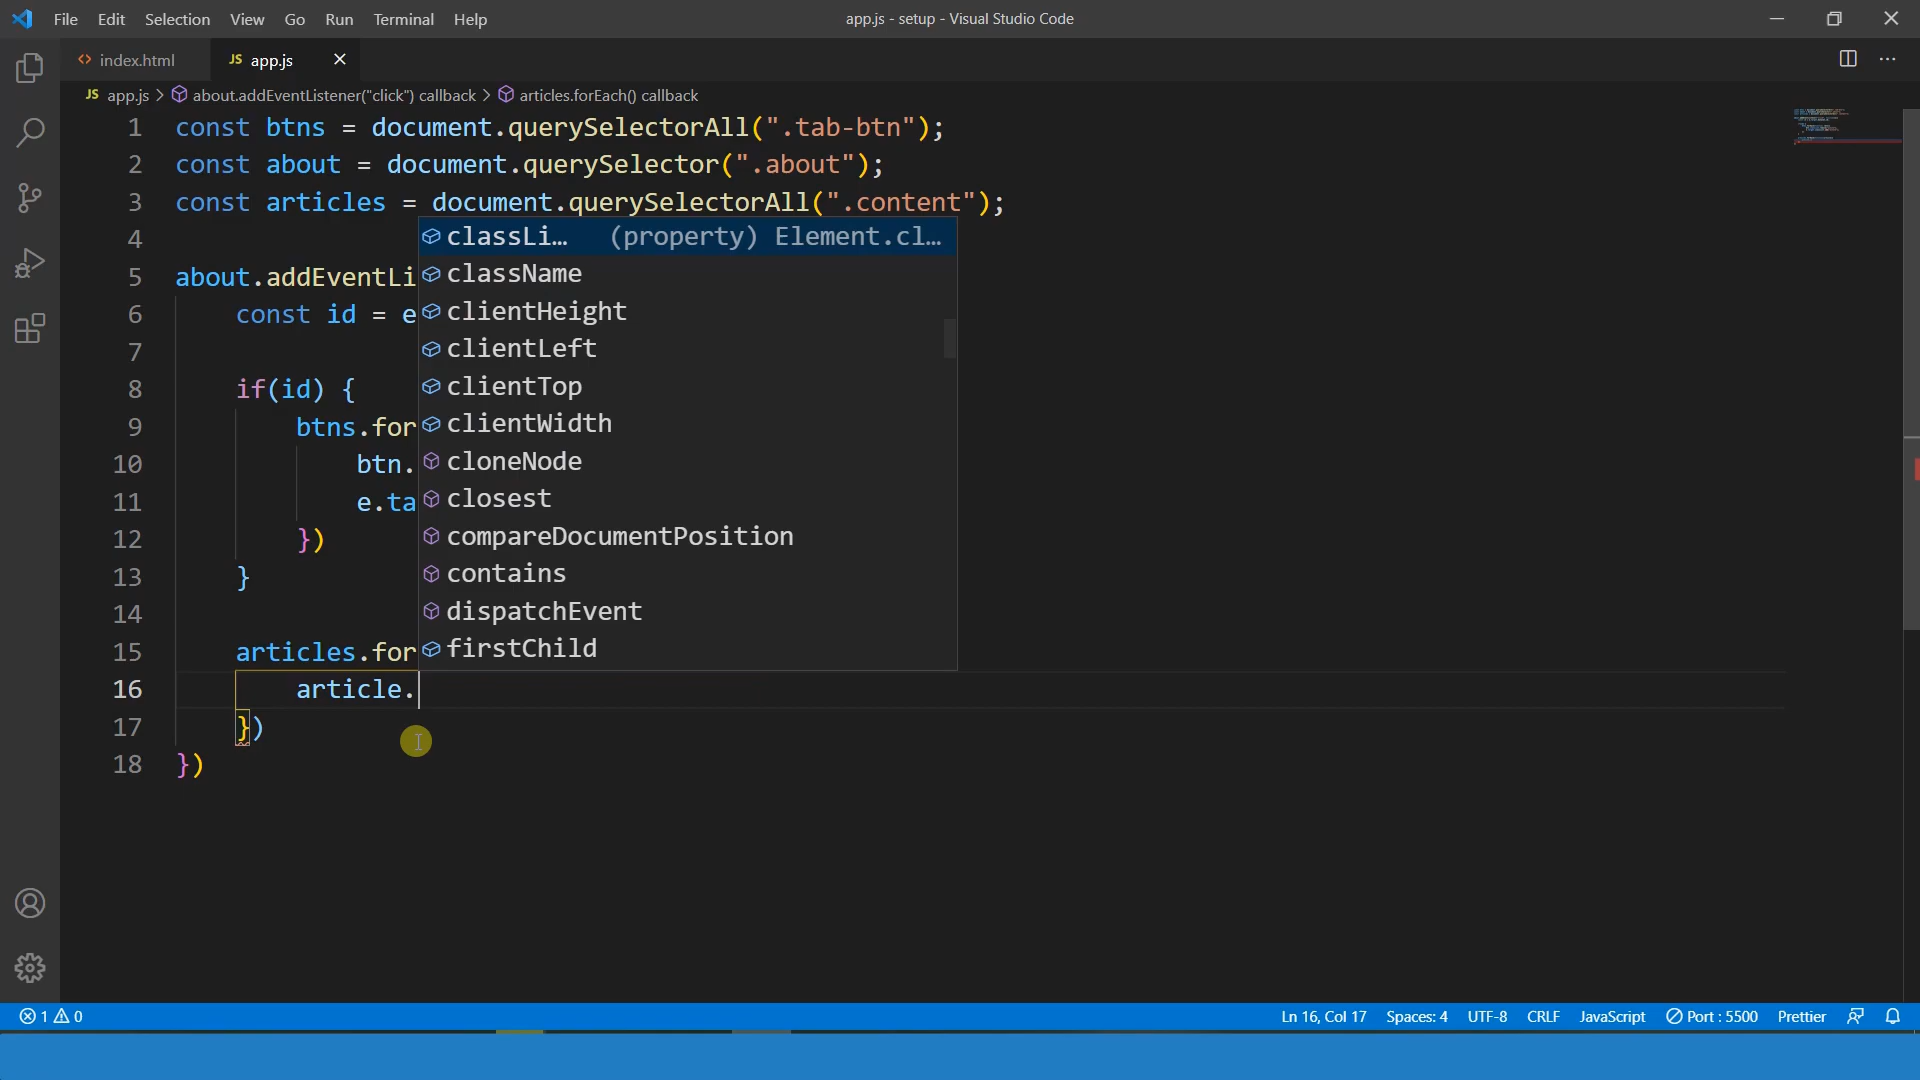 File Edit Selection View Go Run Terminal Help app.js - setup - Visual Studio Code
index.html JS app.js
JS app.js > about.addEventListener("click") callback > articles.forEach() callback
1 const btns = document.querySelectorAll(".tab-btn");
2 const about = document.querySelector(".about");
3 const articles = document.querySelectorAll(".content");
4
classLi… (property) Element.cl…
className
5 about.addEventLi
6 const id = e
clientHeight
7
clientLeft
8 if(id) {
clientTop
9 btns.for
clientWidth
10 btn.
cloneNode
11 e.ta
closest
12 })
compareDocumentPosition
13 }
contains
14
dispatchEvent
15 articles.for
firstChild
16 article.
17 })
18 })
1 0 Ln 16, Col 17 Spaces: 4 UTF-8 CRLF JavaScript Port : 5500 Prettier